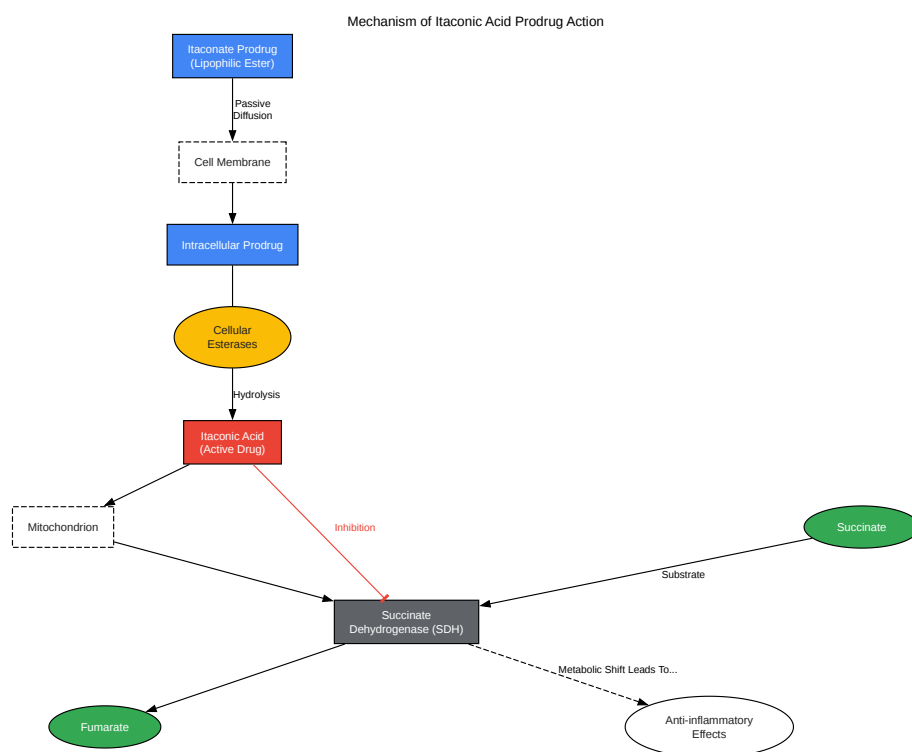 Mechanism of Itaconic Acid Prodrug Action
Itaconate Prodrug
(Lipophilic Ester)
Passive
Diffusion
Cell Membrane
Intracellular Prodrug
Cellular
Esterases
Hydrolysis
Itaconic Acid
(Active Drug)
Mitochondrion
Inhibition
Succinate
Substrate
Succinate
Dehydrogenase (SDH)
Metabolic Shift Leads To...
Fumarate
Anti-inflammatory
Effects